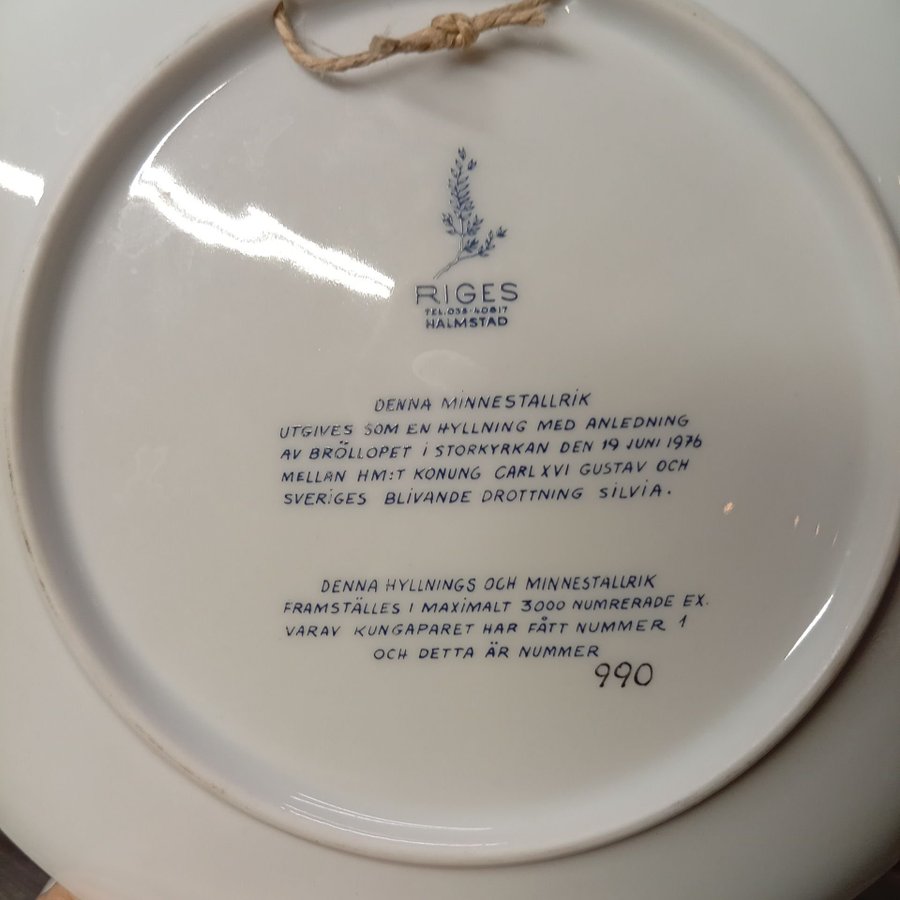 RIGES
TEL.035-40817
HALMSTAD
DENNA MINNESTALLRIK
UTGIVES SOM EN HYLLNING MED ANLEDNING
AV BRÖLLOPET I STORKYRKAN DEN 19 JUNI 1976
MELLAN HM:T KONUNG CARL XVI GUSTAV OCH
SVERIGES BLIVANDE DROTTNING SILVIA.
DENNA HYLLNINGS OCH MINNESTALLRIK
FRAMSTÄLLES I MAXIMALT 3000 NUMRERADE EX.
VARAV KUNGAPARET HAR FÅTT NUMMER 1
OCH DETTA ÄR NUMMER
990